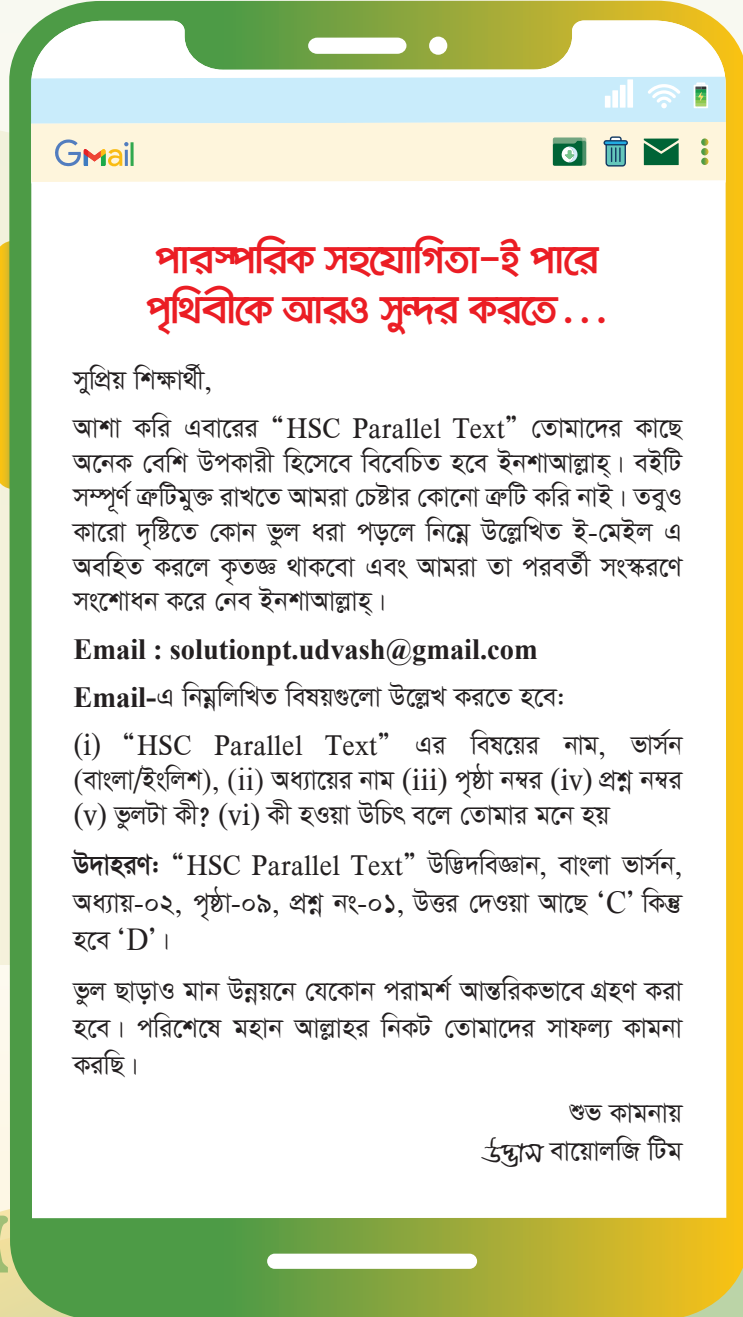 Gmail
পারস্পরিক সহযোগিতা-ই পারে
পৃথিবীকে আরও সুন্দর করতে...
সুপ্রিয় শিক্ষার্থী,
আশা করি এবারের “HSC Parallel Text” তোমাদের কাছে
অনেক বেশি উপকারী হিসেবে বিবেচিত হবে ইনশাআল্লাহ্। বইটি
সম্পূর্ণ ত্রুটিমুক্ত রাখতে আমরা চেষ্টার কোনো ত্রুটি করি নাই। তবুও
কারো দৃষ্টিতে কোন ভুল ধরা পড়লে নিম্নে উল্লেখিত ই-মেইল এ
অবহিত করলে কৃতজ্ঞ থাকবো এবং আমরা তা পরবর্তী সংস্করণে
সংশোধন করে নেব ইনশাআল্লাহ্।
Email : solutionpt.udvash@gmail.com
Email-এ নিম্নলিখিত বিষয়গুলো উল্লেখ করতে হবে:
(i) “HSC Parallel Text” এর বিষয়ের নাম, ভার্সন
(বাংলা/ইংলিশ), (ii) অধ্যায়ের নাম (iii) পৃষ্ঠা নম্বর (iv) প্রশ্ন নম্বর
(v) ভুলটা কী? (vi) কী হওয়া উচিৎ বলে তোমার মনে হয়
উদাহরণ: “HSC Parallel Text” উদ্ভিদবিজ্ঞান, বাংলা ভার্সন,
অধ্যায়-০২, পৃষ্ঠা-০৯, প্রশ্ন নং-০১, উত্তর দেওয়া আছে ‘C’ কিন্তু
হবে ‘D’।
ভুল ছাড়াও মান উন্নয়নে যেকোন পরামর্শ আন্তরিকভাবে গ্রহণ করা
হবে। পরিশেষে মহান আল্লাহর নিকট তোমাদের সাফল্য কামনা
করছি।
শুভ কামনায়
উদ্ভাস বায়োলজি টিম